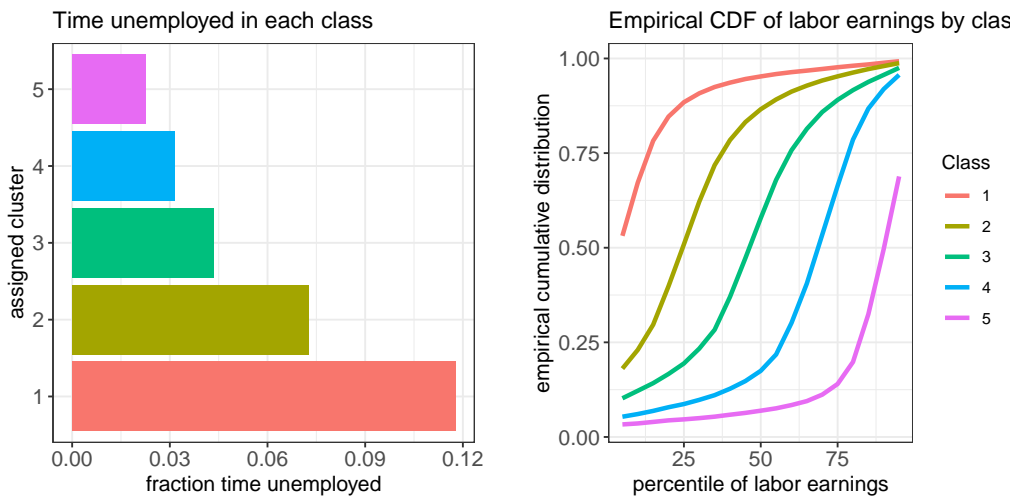 Time unemployed in each class
assigned cluster
5
4
3
2
1
0.00 0.03 0.06 0.09 0.12
fraction time unemployed
Empirical CDF of labor earnings by clas
empirical cumulative distribution
1.00
0.75
0.50
0.25
0.00
25 50 75
percentile of labor earnings
Class
1
2
3
4
5